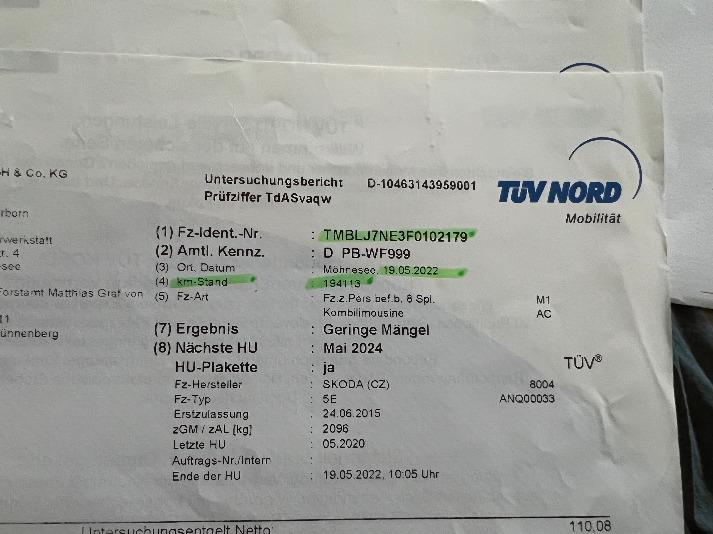 H & Co. KG
Untersuchungsbericht D-10463143959001
Prüfziffer TdASvaqw
TÜV NORD
Mobilität
rborn
rwerkstatt
tr. 4
see
Forstamt Matthias Graf von
11
ünnenberg
(1) Fz-Ident.-Nr. : TMBLJ7NE3F0102179
(2) Amtl. Kennz. : D PB-WF999
(3) Ort, Datum : Möhnesee, 19.05.2022
(4) km-Stand : 194113
(5) Fz-Art : Fz.z.Pers.bef.b. 8 Spl. M1
Kombilimousine AC
(7) Ergebnis : Geringe Mängel
(8) Nächste HU : Mai 2024
HU-Plakette : ja
TÜV®
Fz-Hersteller : SKODA (CZ) 8004
Fz-Typ : 5E ANQ00033
Erstzulassung : 24.06.2015
zGM / zAL [kg] : 2096
Letzte HU : 05.2020
Auftrags-Nr./Intern :
Ende der HU : 19.05.2022, 10:05 Uhr
Untersuchungsentgelt Netto: 110,08